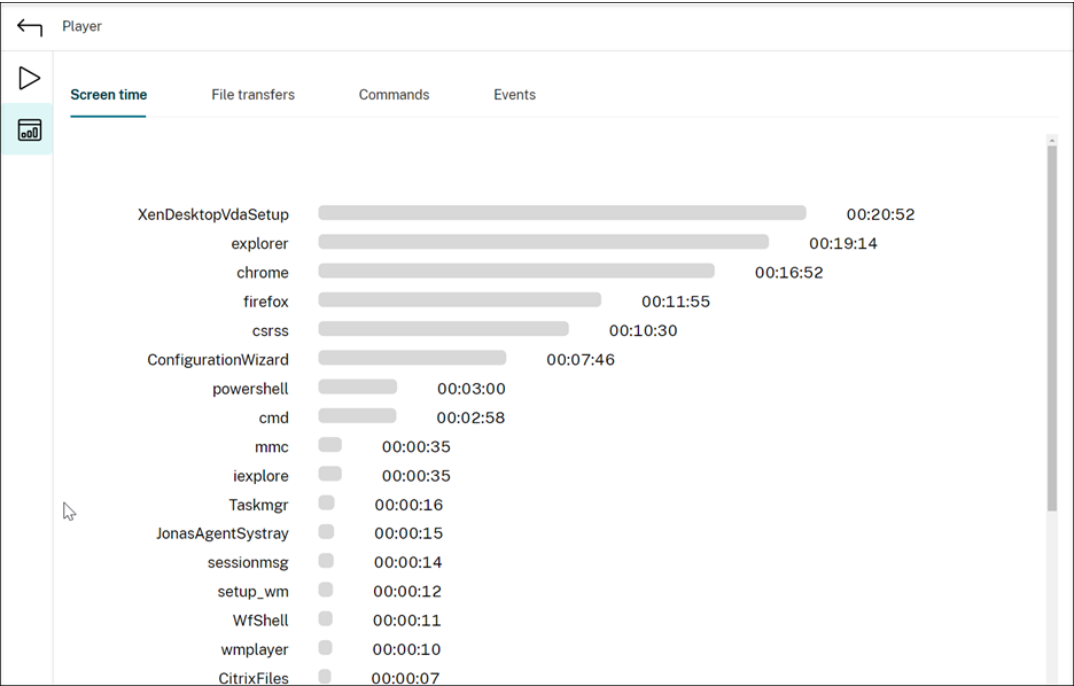 Player
Screen time File transfers Commands Events
XenDesktopVdaSetup 00:20:52
explorer 00:19:14
chrome 00:16:52
firefox 00:11:55
csrss 00:10:30
ConfigurationWizard 00:07:46
powershell 00:03:00
cmd 00:02:58
mmc 00:00:35
iexplore 00:00:35
Taskmgr 00:00:16
JonasAgentSystray 00:00:15
sessionmsg 00:00:14
setup_wm 00:00:12
WfShell 00:00:11
wmplayer 00:00:10
CitrixFiles 00:00:07